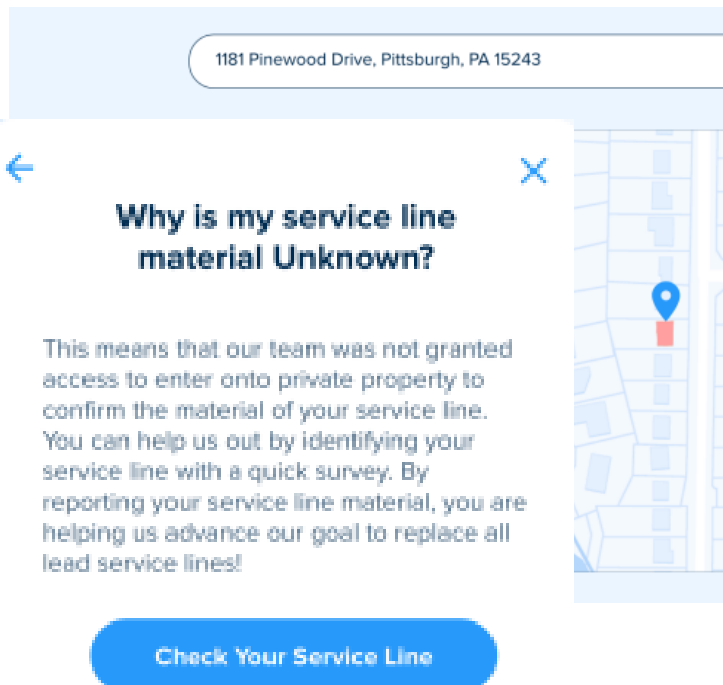 1181 Pinewood Drive, Pittsburgh, PA 15243
Why is my service line
material Unknown?
This means that our team was not granted
access to enter onto private property to
confirm the material of your service line.
You can help us out by identifying your
service line with a quick survey. By
reporting your service line material, you are
helping us advance our goal to replace all
lead service lines!
Check Your Service Line